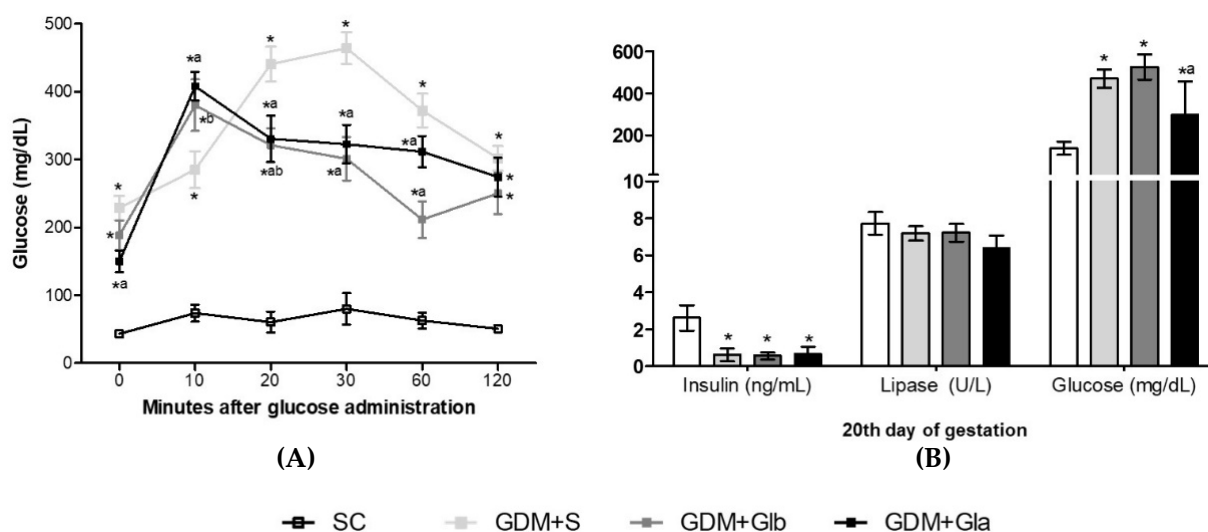 500
400
300
200
100
0
Glucose (mg/dL)
*
*
*a
*a
*b
*
*
*a
*ab
*
*a
*a
*
*a
*a
*
*
*
0 10 20 30 60 120
Minutes after glucose administration
(A)
600
400
200
8
6
4
2
0
* * *
* * *a
Insulin (ng/mL) Lipase (U/L) Glucose (mg/dL)
20th day of gestation
(B)
SC GDM+S GDM+Glb GDM+Gla